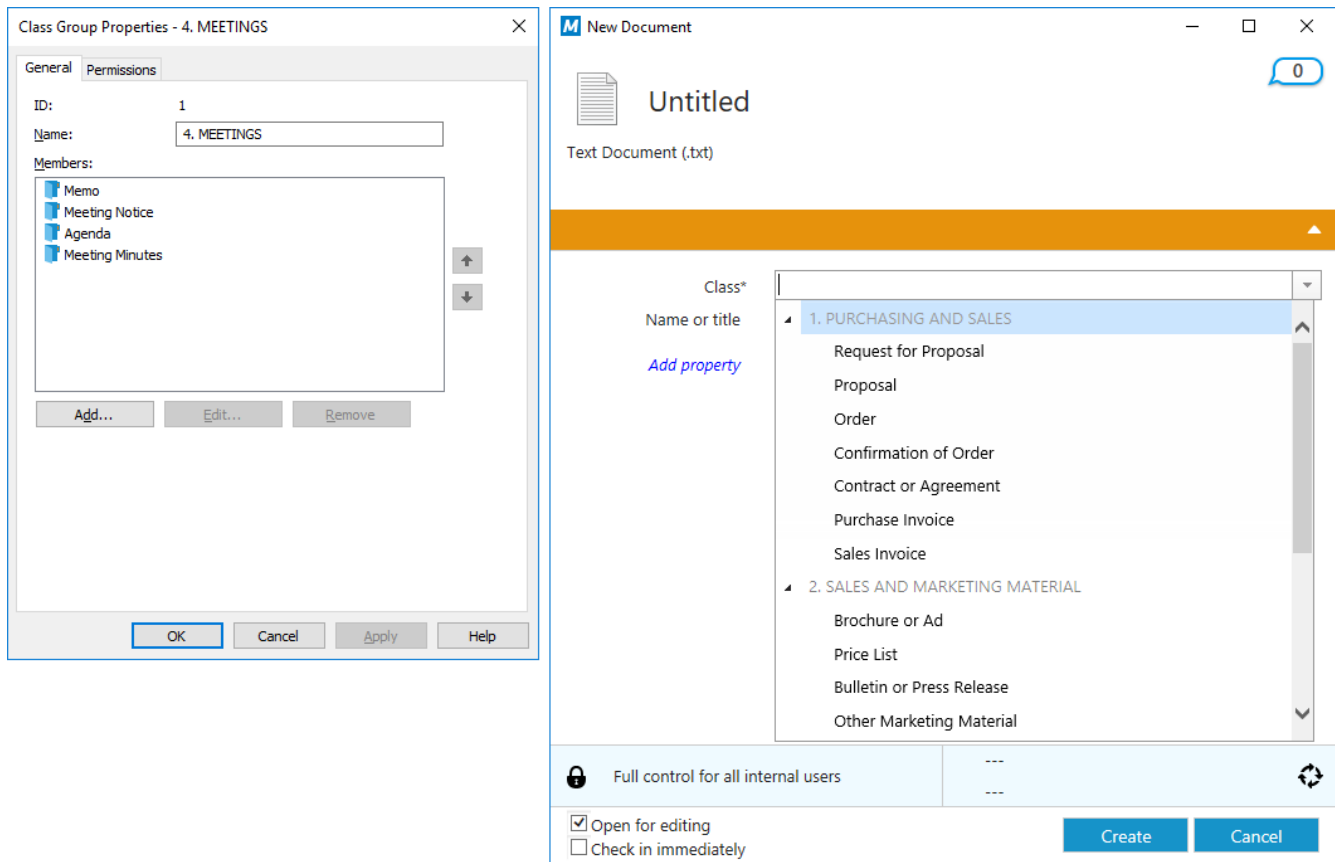 Class Group Properties - 4. MEETINGS
General Permissions
ID: 1
Name: 4. MEETINGS
Members:
Memo
Meeting Notice
Agenda
Meeting Minutes
Add... Edit... Remove
OK Cancel Apply Help
M New Document
0
Untitled
Text Document (.txt)
Class*
Name or title
Add property
1. PURCHASING AND SALES
Request for Proposal
Proposal
Order
Confirmation of Order
Contract or Agreement
Purchase Invoice
Sales Invoice
2. SALES AND MARKETING MATERIAL
Brochure or Ad
Price List
Bulletin or Press Release
Other Marketing Material
Full control for all internal users
---
---
Open for editing
Check in immediately
Create Cancel